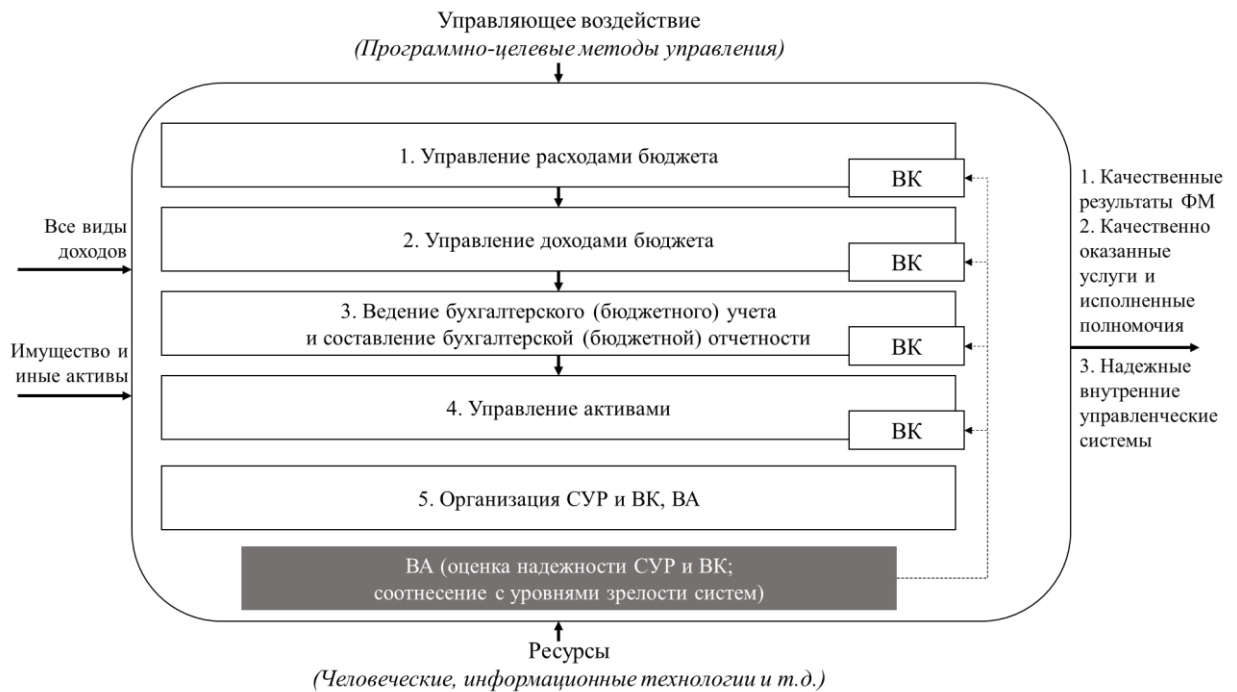 Управляющее воздействие
(Программно-целевые методы управления)
1. Управление расходами бюджета
ВК
2. Управление доходами бюджета
ВК
3. Ведение бухгалтерского (бюджетного) учета
и составление бухгалтерской (бюджетной) отчетности
ВК
4. Управление активами
ВК
5. Организация СУР и ВК, ВА
ВА (оценка надежности СУР и ВК;
соотнесение с уровнями зрелости систем)
Все виды
доходов
Имущество и
иные активы
1. Качественные
результаты ФМ
2. Качественно
оказанные
услуги и
исполненные
полномочия
3. Надежные
внутренние
управленческие
системы
Ресурсы
(Человеческие, информационные технологии и т.д.)